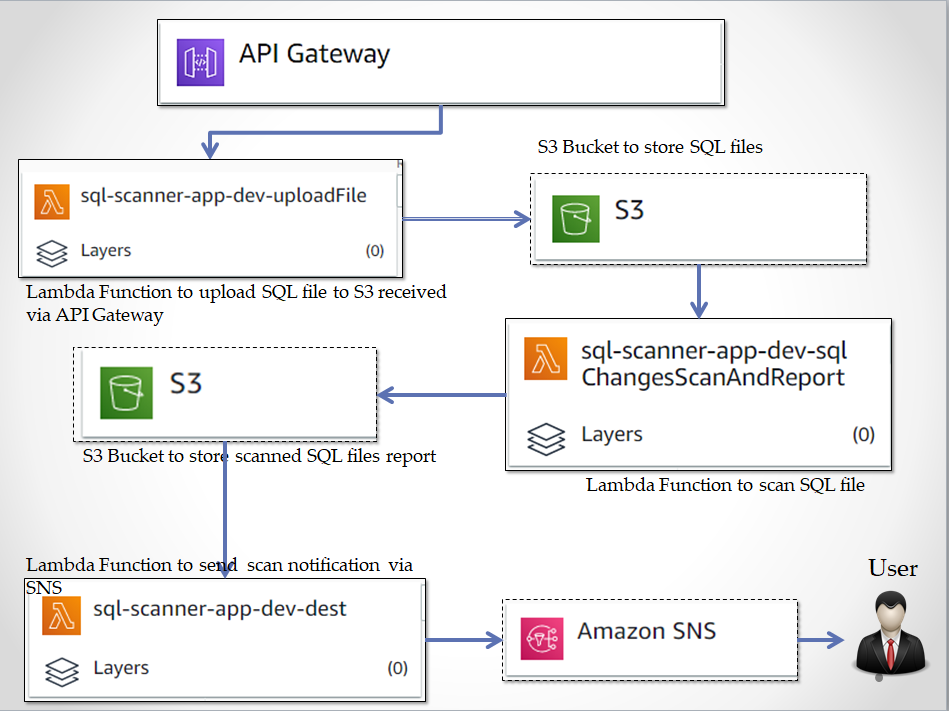 API Gateway
S3 Bucket to store SQL files
sql-scanner-app-dev-uploadFile
Layers (0)
S3
Lambda Function to upload SQL file to S3 received
via API Gateway
sql-scanner-app-dev-sql
ChangesScanAndReport
Layers (0)
Lambda Function to scan SQL file
S3
S3 Bucket to store scanned SQL files report
Lambda Function to send scan notification via
SNS
sql-scanner-app-dev-dest
Layers (0)
Amazon SNS
User